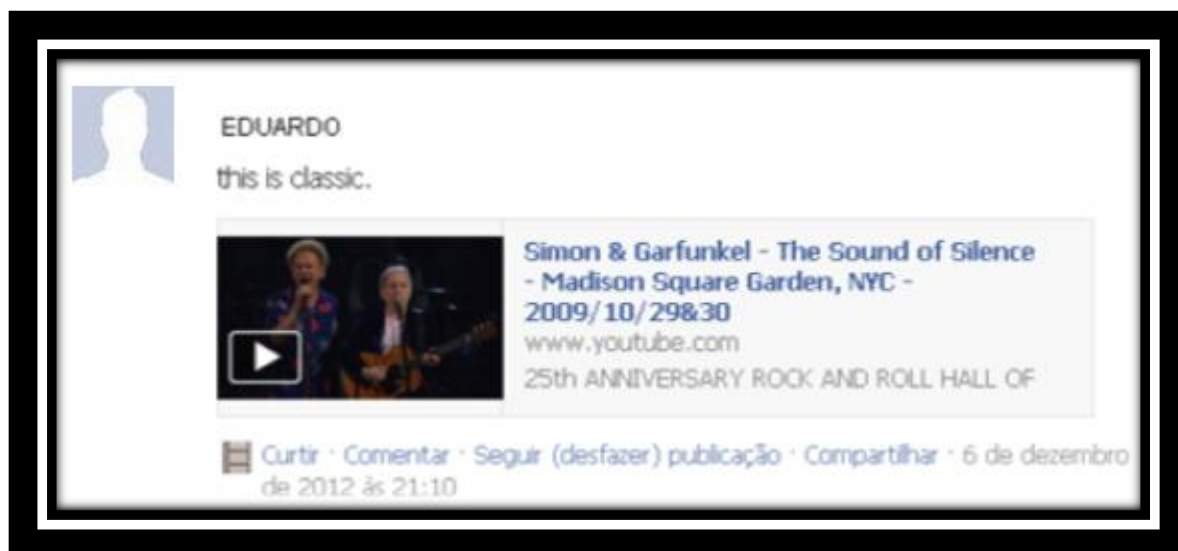 EDUARDO
this is classic.
Simon & Garfunkel - The Sound of Silence
- Madison Square Garden, NYC -
2009/10/29&30
www.youtube.com
25th ANNIVERSARY ROCK AND ROLL HALL OF
Curtir · Comentar · Seguir (desfazer) publicação · Compartilhar · 6 de dezembro
de 2012 às 21:10